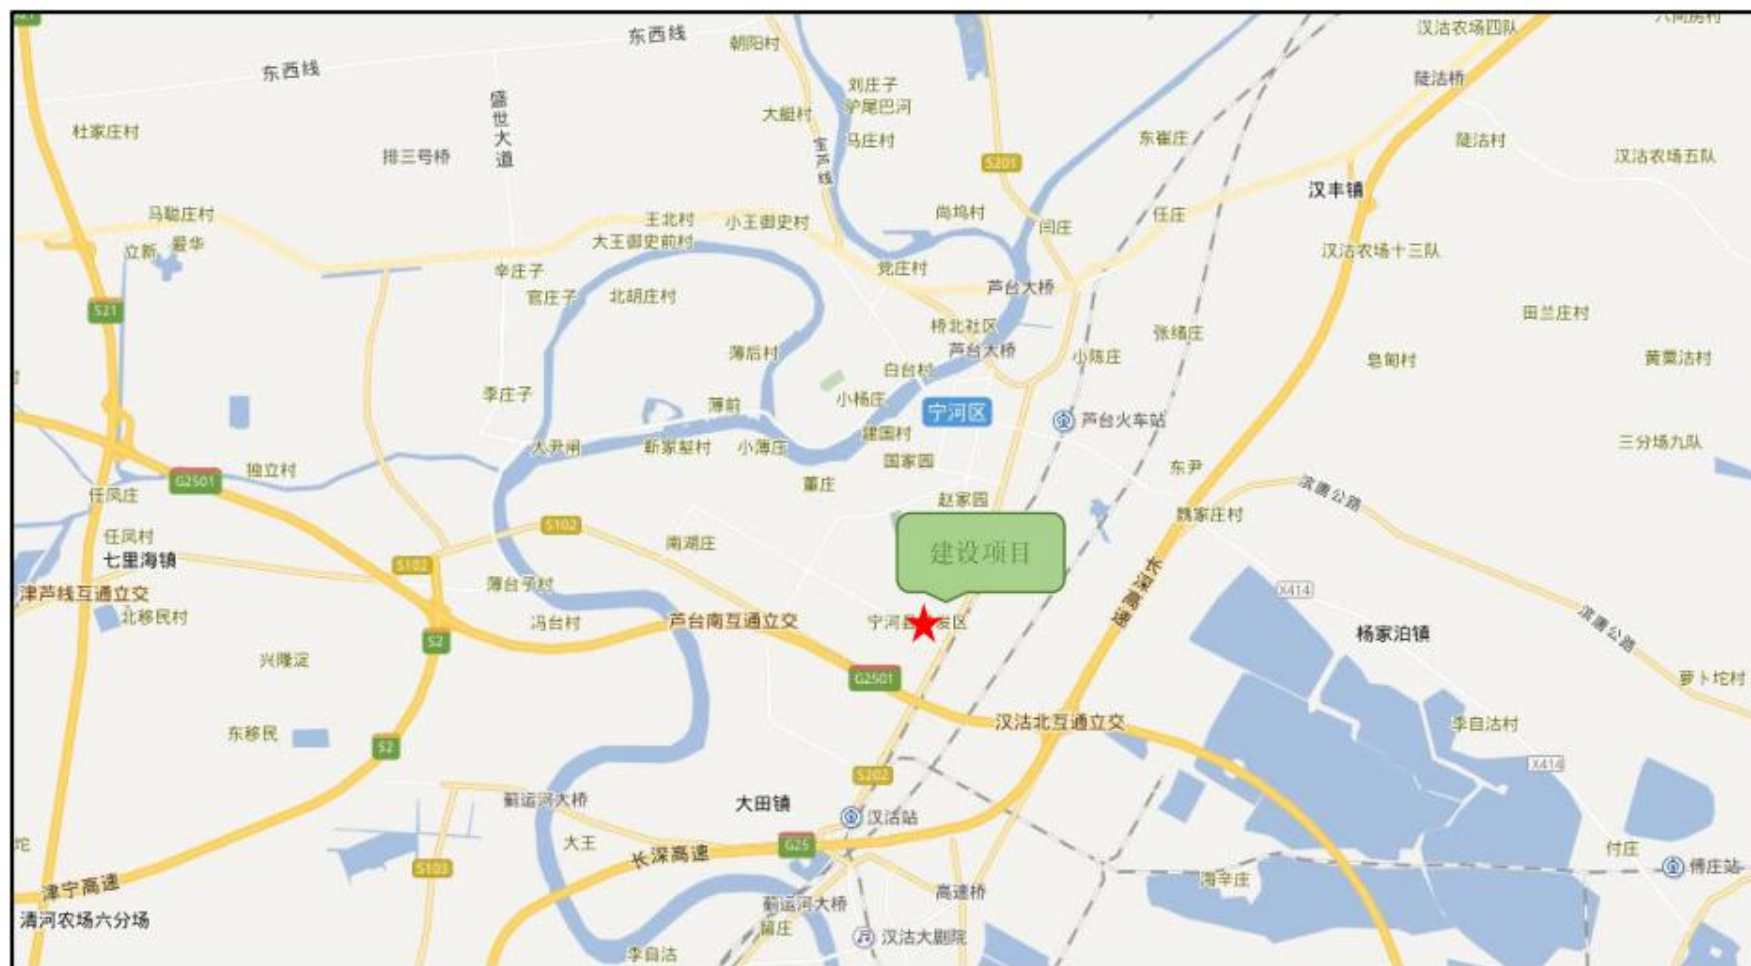 S21
东西线
朝阳村
汉沽农场四队
东西线
陡沽桥
刘庄子
驴尾巴河
盛世大道
大艇村
杜家庄村
马庄村
东崔庄
陡沽村
排三号桥
宝芦线
S201
汉沽农场五队
汉丰镇
马聪庄村
王北村
小王御史村
尚坞村
任庄
闫庄
立新
爱华
大王御史前村
汉沽农场十三队
辛庄子
党庄村
官庄子
北胡庄村
芦台大桥
S21
田兰庄村
桥北社区
张绪庄
薄后村
芦台大桥
小陈庄
皂甸村
黄粟沽村
白台村
李庄子
薄前
小杨庄
宁河区
芦台火车站
建国村
大尹闸
靳家堼村
小薄庄
三分场九队
独立村
国家园
东尹
G2501
董庄
任凤庄
赵家园
滨唐公路
魏家庄村
S102
任凤村
南湖庄
建设项目
七里海镇
S102
长深高速
薄台子村
X414
津芦线互通立交
北移民村
冯台村
芦台南互通立交
宁河县
发区
滨唐公路
杨家泊镇
S2
兴隆淀
G2501
萝卜坨村
汉沽北互通立交
李自沽村
东移民
S2
S202
X414
蓟运河大桥
大田镇
汉沽站
大王
G25
坨
长深高速
付庄
S103
傅庄站
津宁高速
海辛庄
高速桥
蓟运河大桥
清河农场六分场
留庄
汉沽大剧院
李自沽